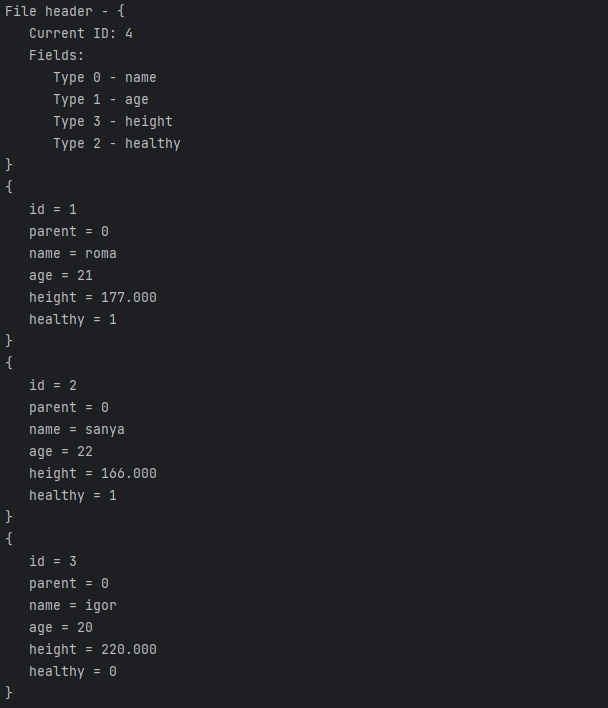 File header - {
   Current ID: 4
   Fields:
      Type 0 - name
      Type 1 - age
      Type 3 - height
      Type 2 - healthy
}
{
   id = 1
   parent = 0
   name = roma
   age = 21
   height = 177.000
   healthy = 1
}
{
   id = 2
   parent = 0
   name = sanya
   age = 22
   height = 166.000
   healthy = 1
}
{
   id = 3
   parent = 0
   name = igor
   age = 20
   height = 220.000
   healthy = 0
}